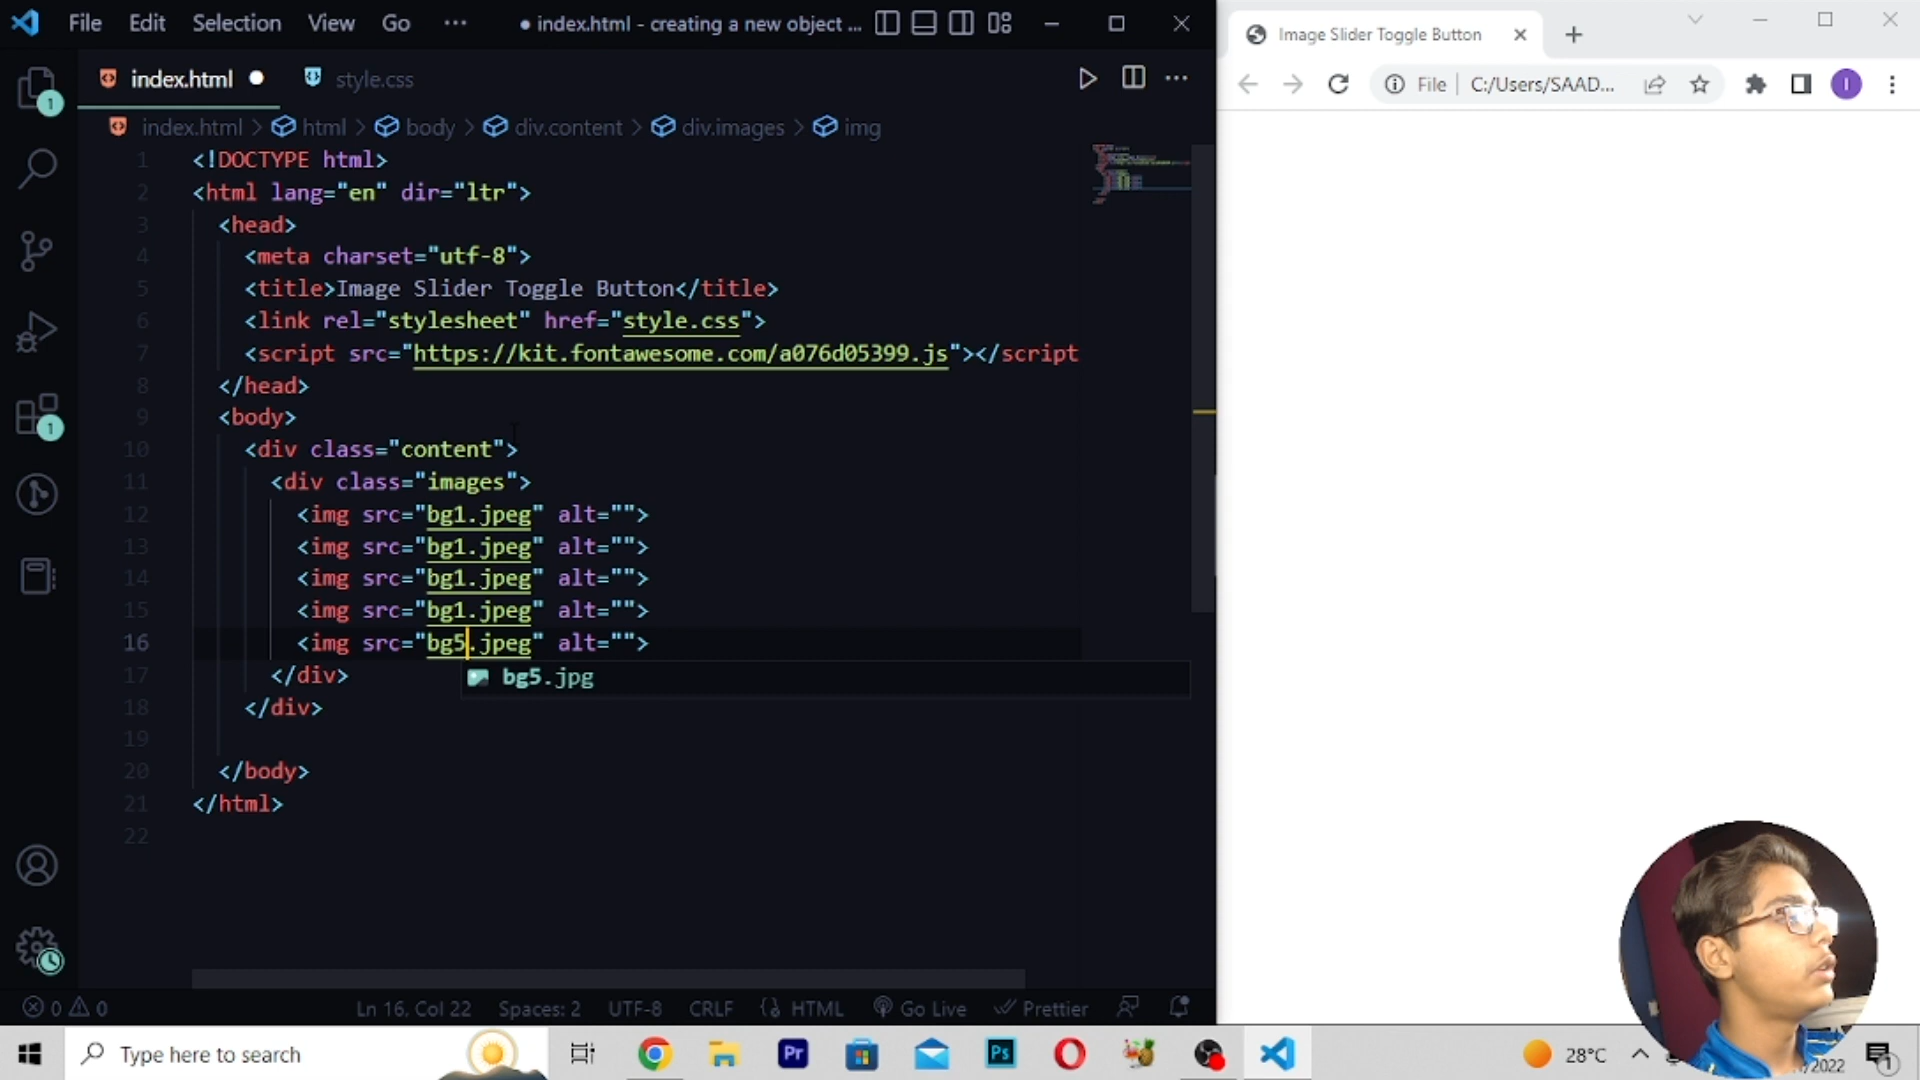 File Edit Selection View Go ··· ● index.html - creating a new object ...
index.html ● style.css
index.html > html > body > div.content > div.images > img
1 <!DOCTYPE html>
2 <html lang="en" dir="ltr">
3 <head>
4 <meta charset="utf-8">
5 <title>Image Slider Toggle Button</title>
6 <link rel="stylesheet" href="style.css">
7 <script src="https://kit.fontawesome.com/a076d05399.js"></script
8 </head>
9 <body>
10 <div class="content">
11 <div class="images">
12 <img src="bg1.jpeg" alt="">
13 <img src="bg1.jpeg" alt="">
14 <img src="bg1.jpeg" alt="">
15 <img src="bg1.jpeg" alt="">
16 <img src="bg5.jpeg" alt="">
17 </div>
bg5.jpg
18 </div>
19
20 </body>
21 </html>
22
1
1
0 0 Ln 16, Col 22 Spaces: 2 UTF-8 CRLF HTML Go Live Prettier
Image Slider Toggle Button
File C:/Users/SAAD... I
Type here to search Pr Ps 28°C /2022 1